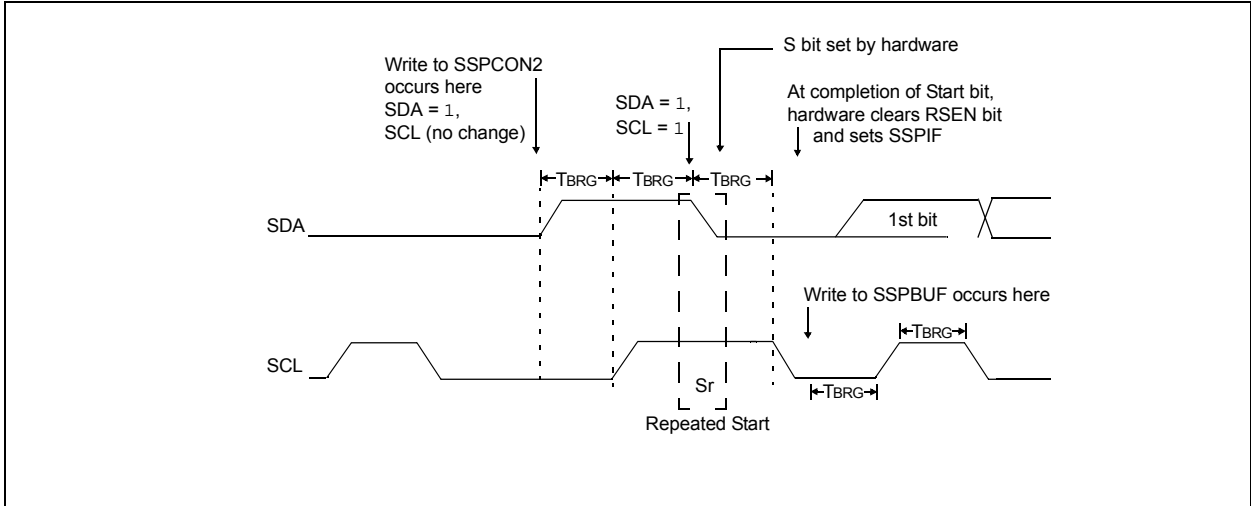 S bit set by hardware
Write to SSPCON2
occurs here
SDA = 1,
SCL (no change)
SDA = 1,
SCL = 1
At completion of Start bit,
hardware clears RSEN bit
and sets SSPIF
TBRG TBRG TBRG
SDA
1st bit
Write to SSPBUF occurs here
TBRG
SCL
Sr
TBRG
Repeated Start